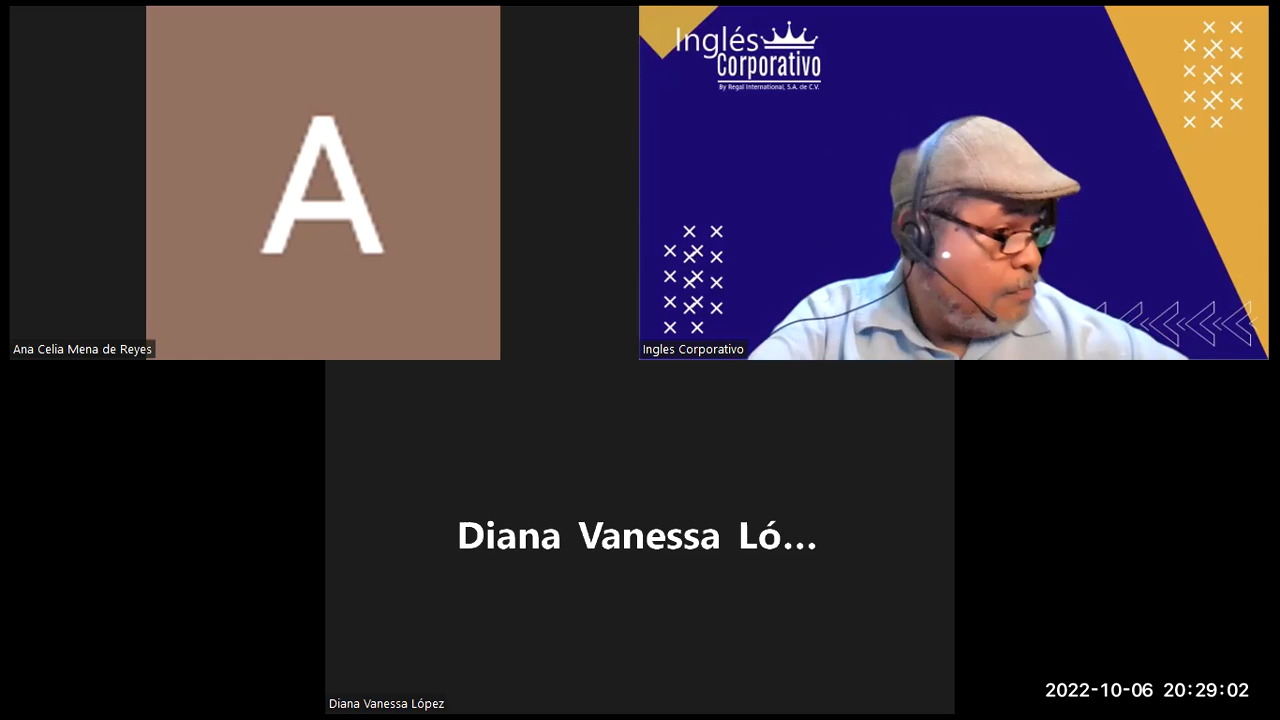 A
Ana Celia Mena de Reyes
Inglés
Corporativo
By Regal International, S.A. de C.V.
Ingles Corporativo
Diana Vanessa Ló...
Diana Vanessa López
2022-10-06 20:29:02